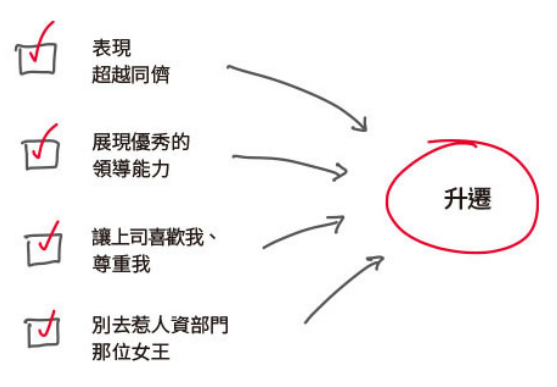 表現
超越同儕
展現優秀的
領導能力
讓上司喜歡我、
尊重我
別去惹人資部門
那位女王
升遷